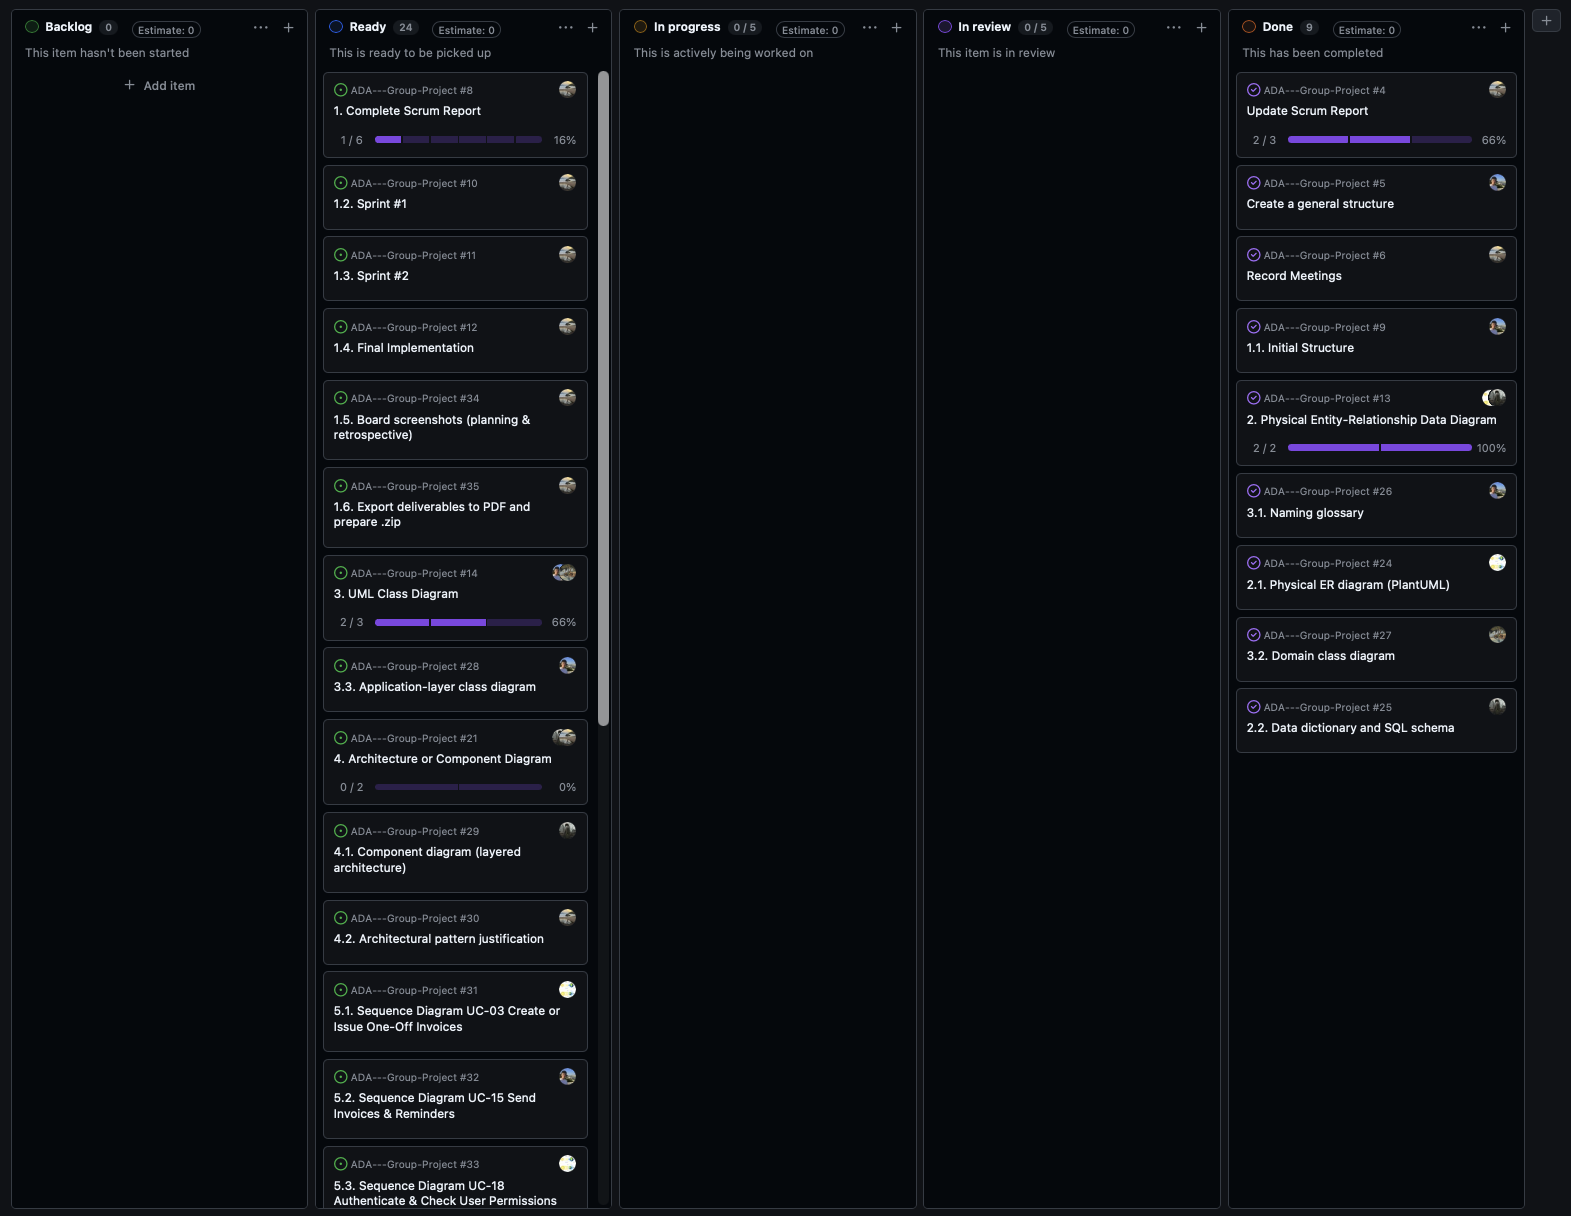 Backlog 0 Estimate: 0
This item hasn't been started
Add item
Ready 24 Estimate: 0
This is ready to be picked up
ADA---Group-Project #8
1. Complete Scrum Report
1 / 6 16%
ADA---Group-Project #10
1.2. Sprint #1
ADA---Group-Project #11
1.3. Sprint #2
ADA---Group-Project #12
1.4. Final Implementation
ADA---Group-Project #34
1.5. Board screenshots (planning &
retrospective)
ADA---Group-Project #35
1.6. Export deliverables to PDF and
prepare .zip
ADA---Group-Project #14
3. UML Class Diagram
2 / 3 66%
ADA---Group-Project #28
3.3. Application-layer class diagram
ADA---Group-Project #21
4. Architecture or Component Diagram
0 / 2 0%
ADA---Group-Project #29
4.1. Component diagram (layered
architecture)
ADA---Group-Project #30
4.2. Architectural pattern justification
ADA---Group-Project #31
5.1. Sequence Diagram UC-03 Create or
Issue One-Off Invoices
ADA---Group-Project #32
5.2. Sequence Diagram UC-15 Send
Invoices & Reminders
ADA---Group-Project #33
5.3. Sequence Diagram UC-18
Authenticate & Check User Permissions
In progress 0 / 5 Estimate: 0
This is actively being worked on
In review 0 / 5 Estimate: 0
This item is in review
Done 9 Estimate: 0
This has been completed
ADA---Group-Project #4
Update Scrum Report
2 / 3 66%
ADA---Group-Project #5
Create a general structure
ADA---Group-Project #6
Record Meetings
ADA---Group-Project #9
1.1. Initial Structure
ADA---Group-Project #13
2. Physical Entity-Relationship Data Diagram
2 / 2 100%
ADA---Group-Project #26
3.1. Naming glossary
ADA---Group-Project #24
2.1. Physical ER diagram (PlantUML)
ADA---Group-Project #27
3.2. Domain class diagram
ADA---Group-Project #25
2.2. Data dictionary and SQL schema